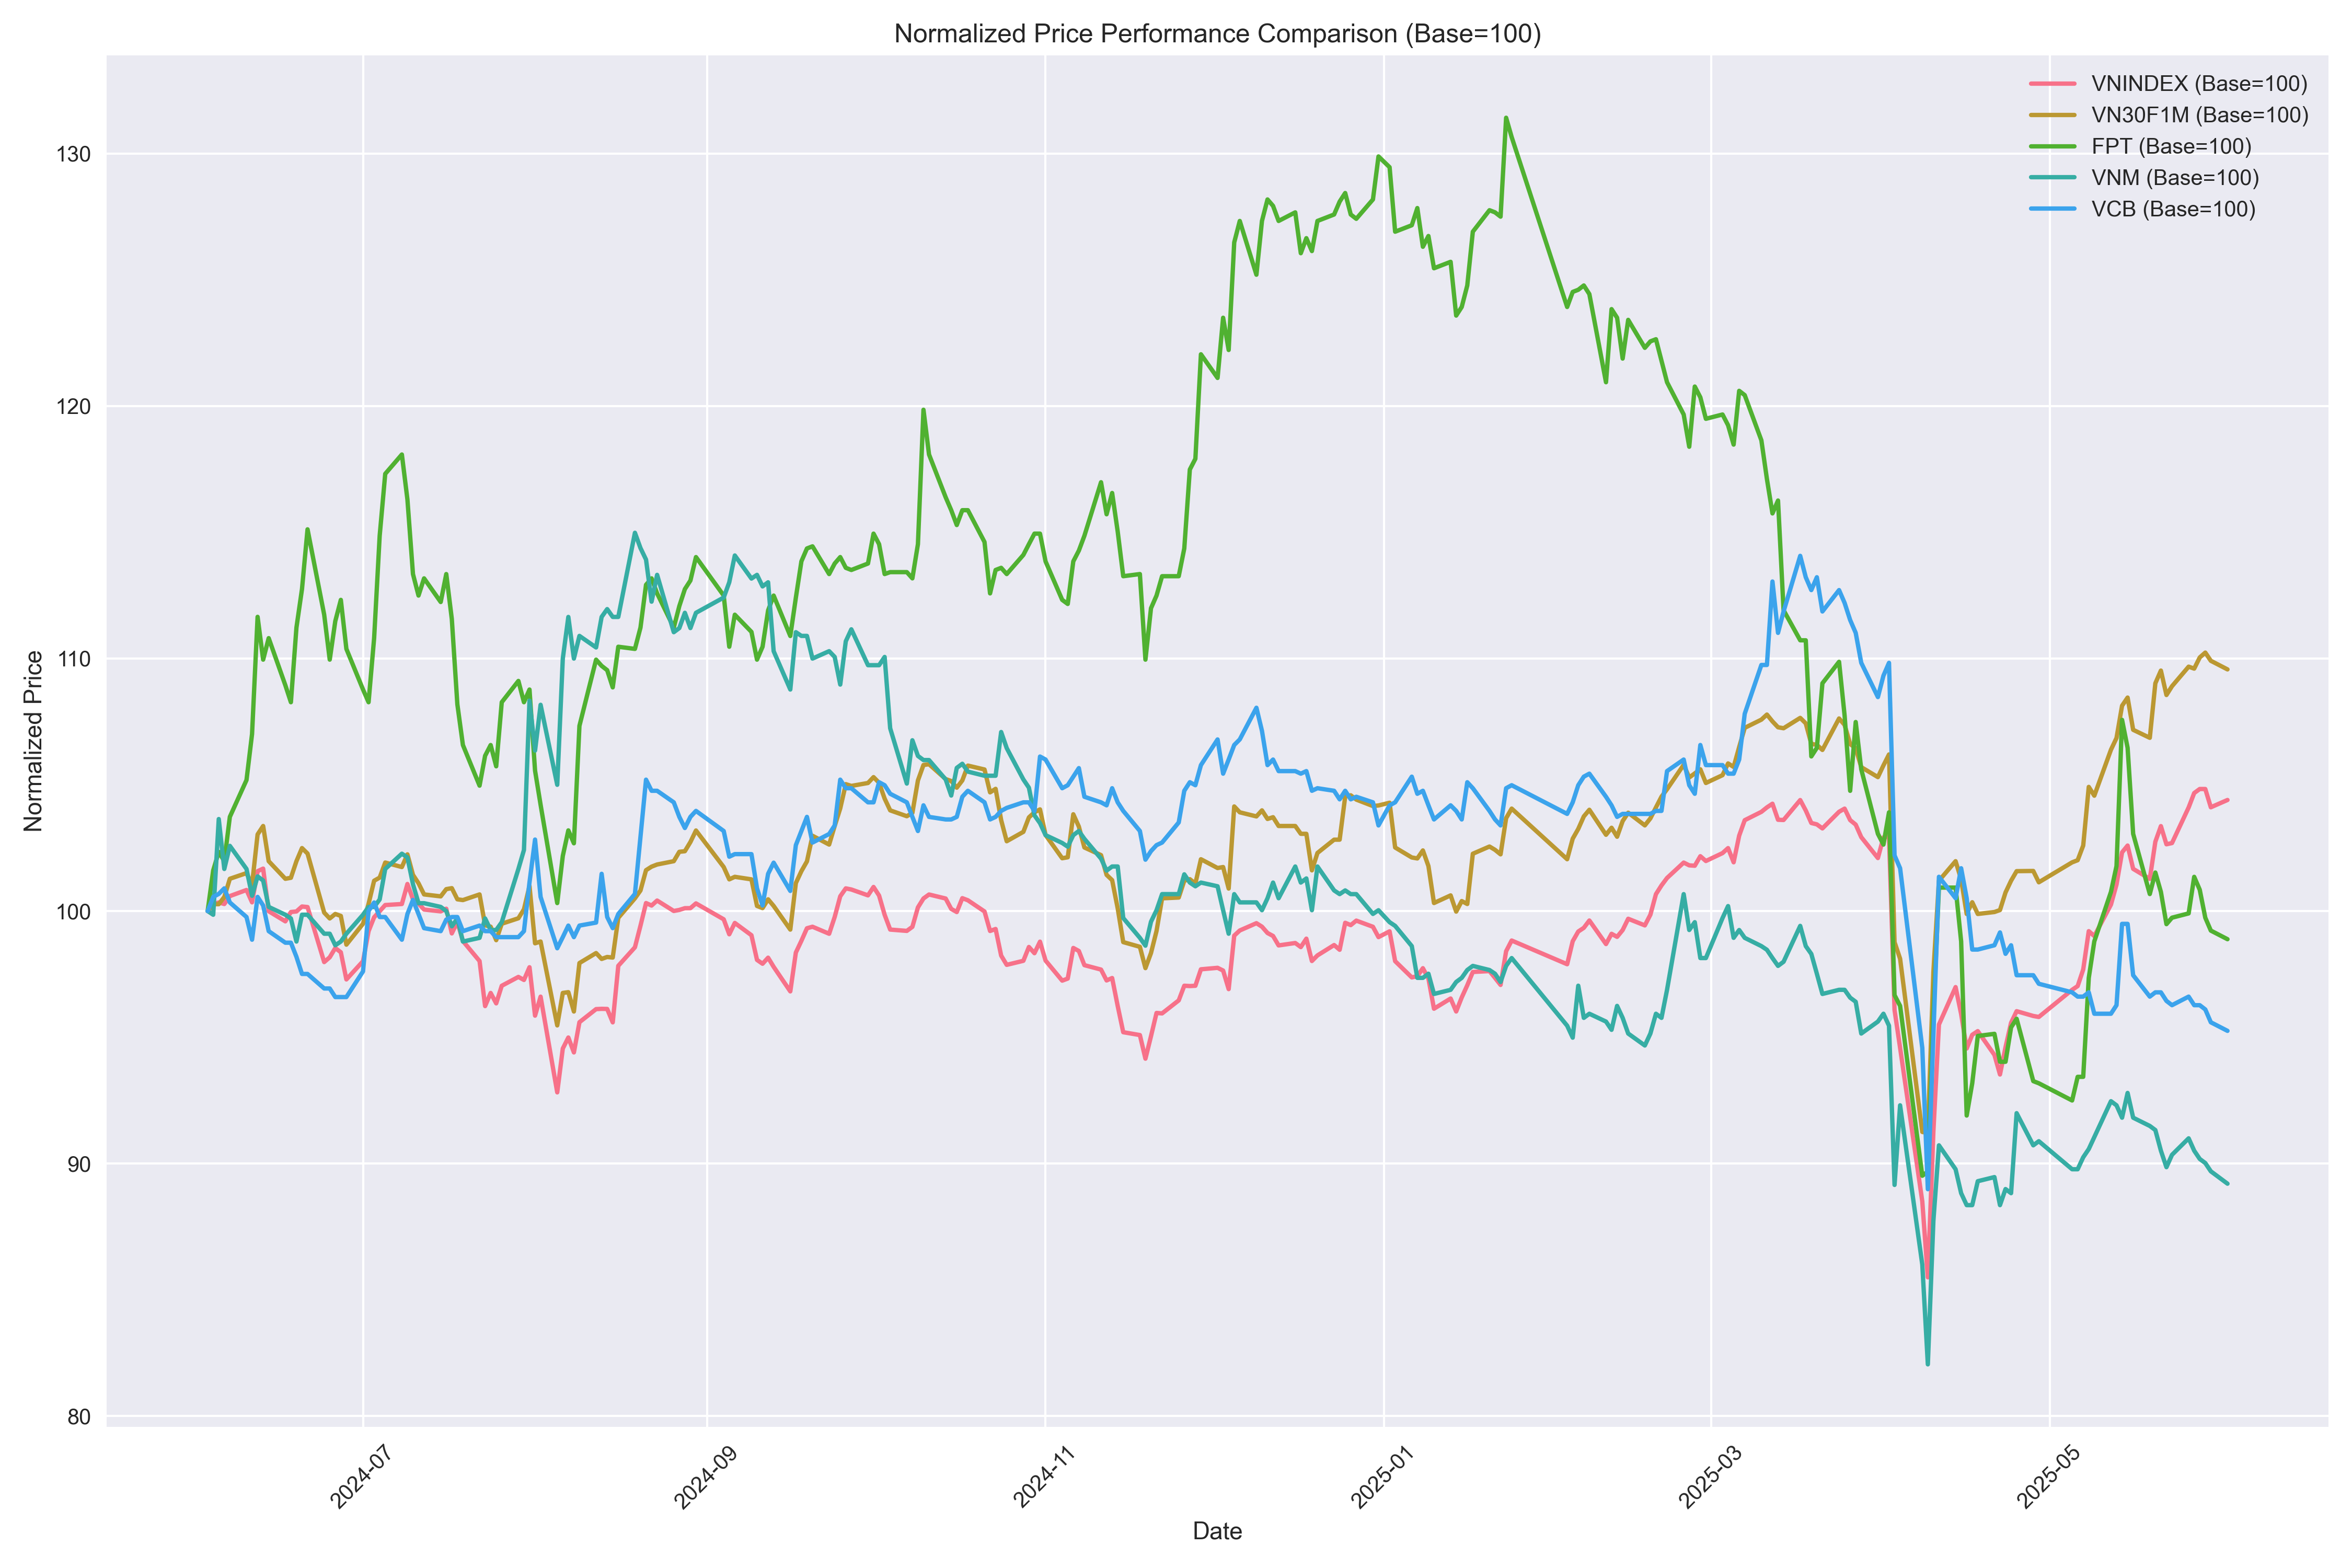 Normalized Price Performance Comparison (Base=100)
VNINDEX (Base=100)
VN30F1M (Base=100)
FPT (Base=100)
VNM (Base=100)
VCB (Base=100)
Normalized Price
130
120
110
100
90
80
2024-07
2024-09
2024-11
2025-01
2025-03
2025-05
Date